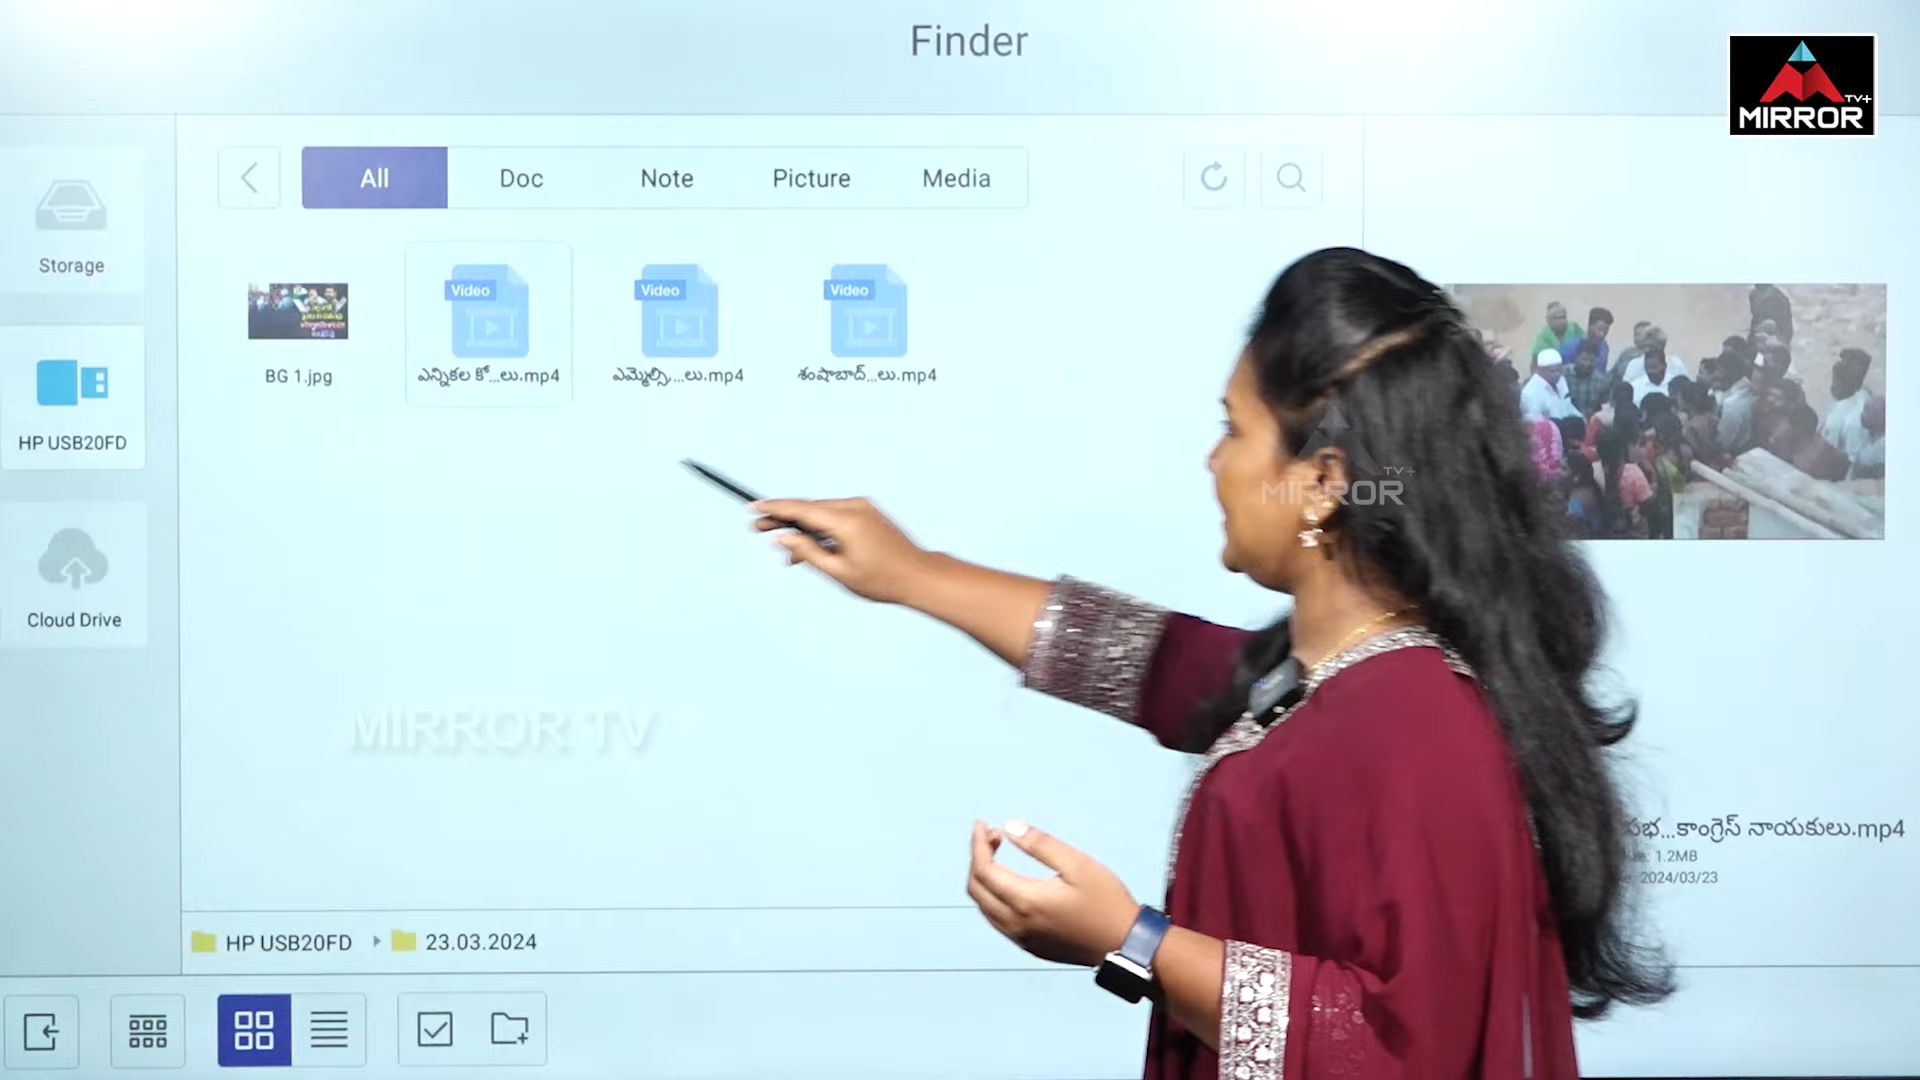 Finder
TV+
MIRROR
All
Doc
Note
Picture
Media
Storage
Video
Video
Video
BG 1.jpg
ఎన్నికల కో...లు.mp4
ఎమ్మెల్సి,...లు.mp4
శంషాబాద్...లు.mp4
HP USB20FD
TV+
MIRROR
Cloud Drive
MIRROR TV
...కాంగ్రెస్ నాయకులు.mp4
1.2MB
2024/03/23
HP USB20FD
23.03.2024